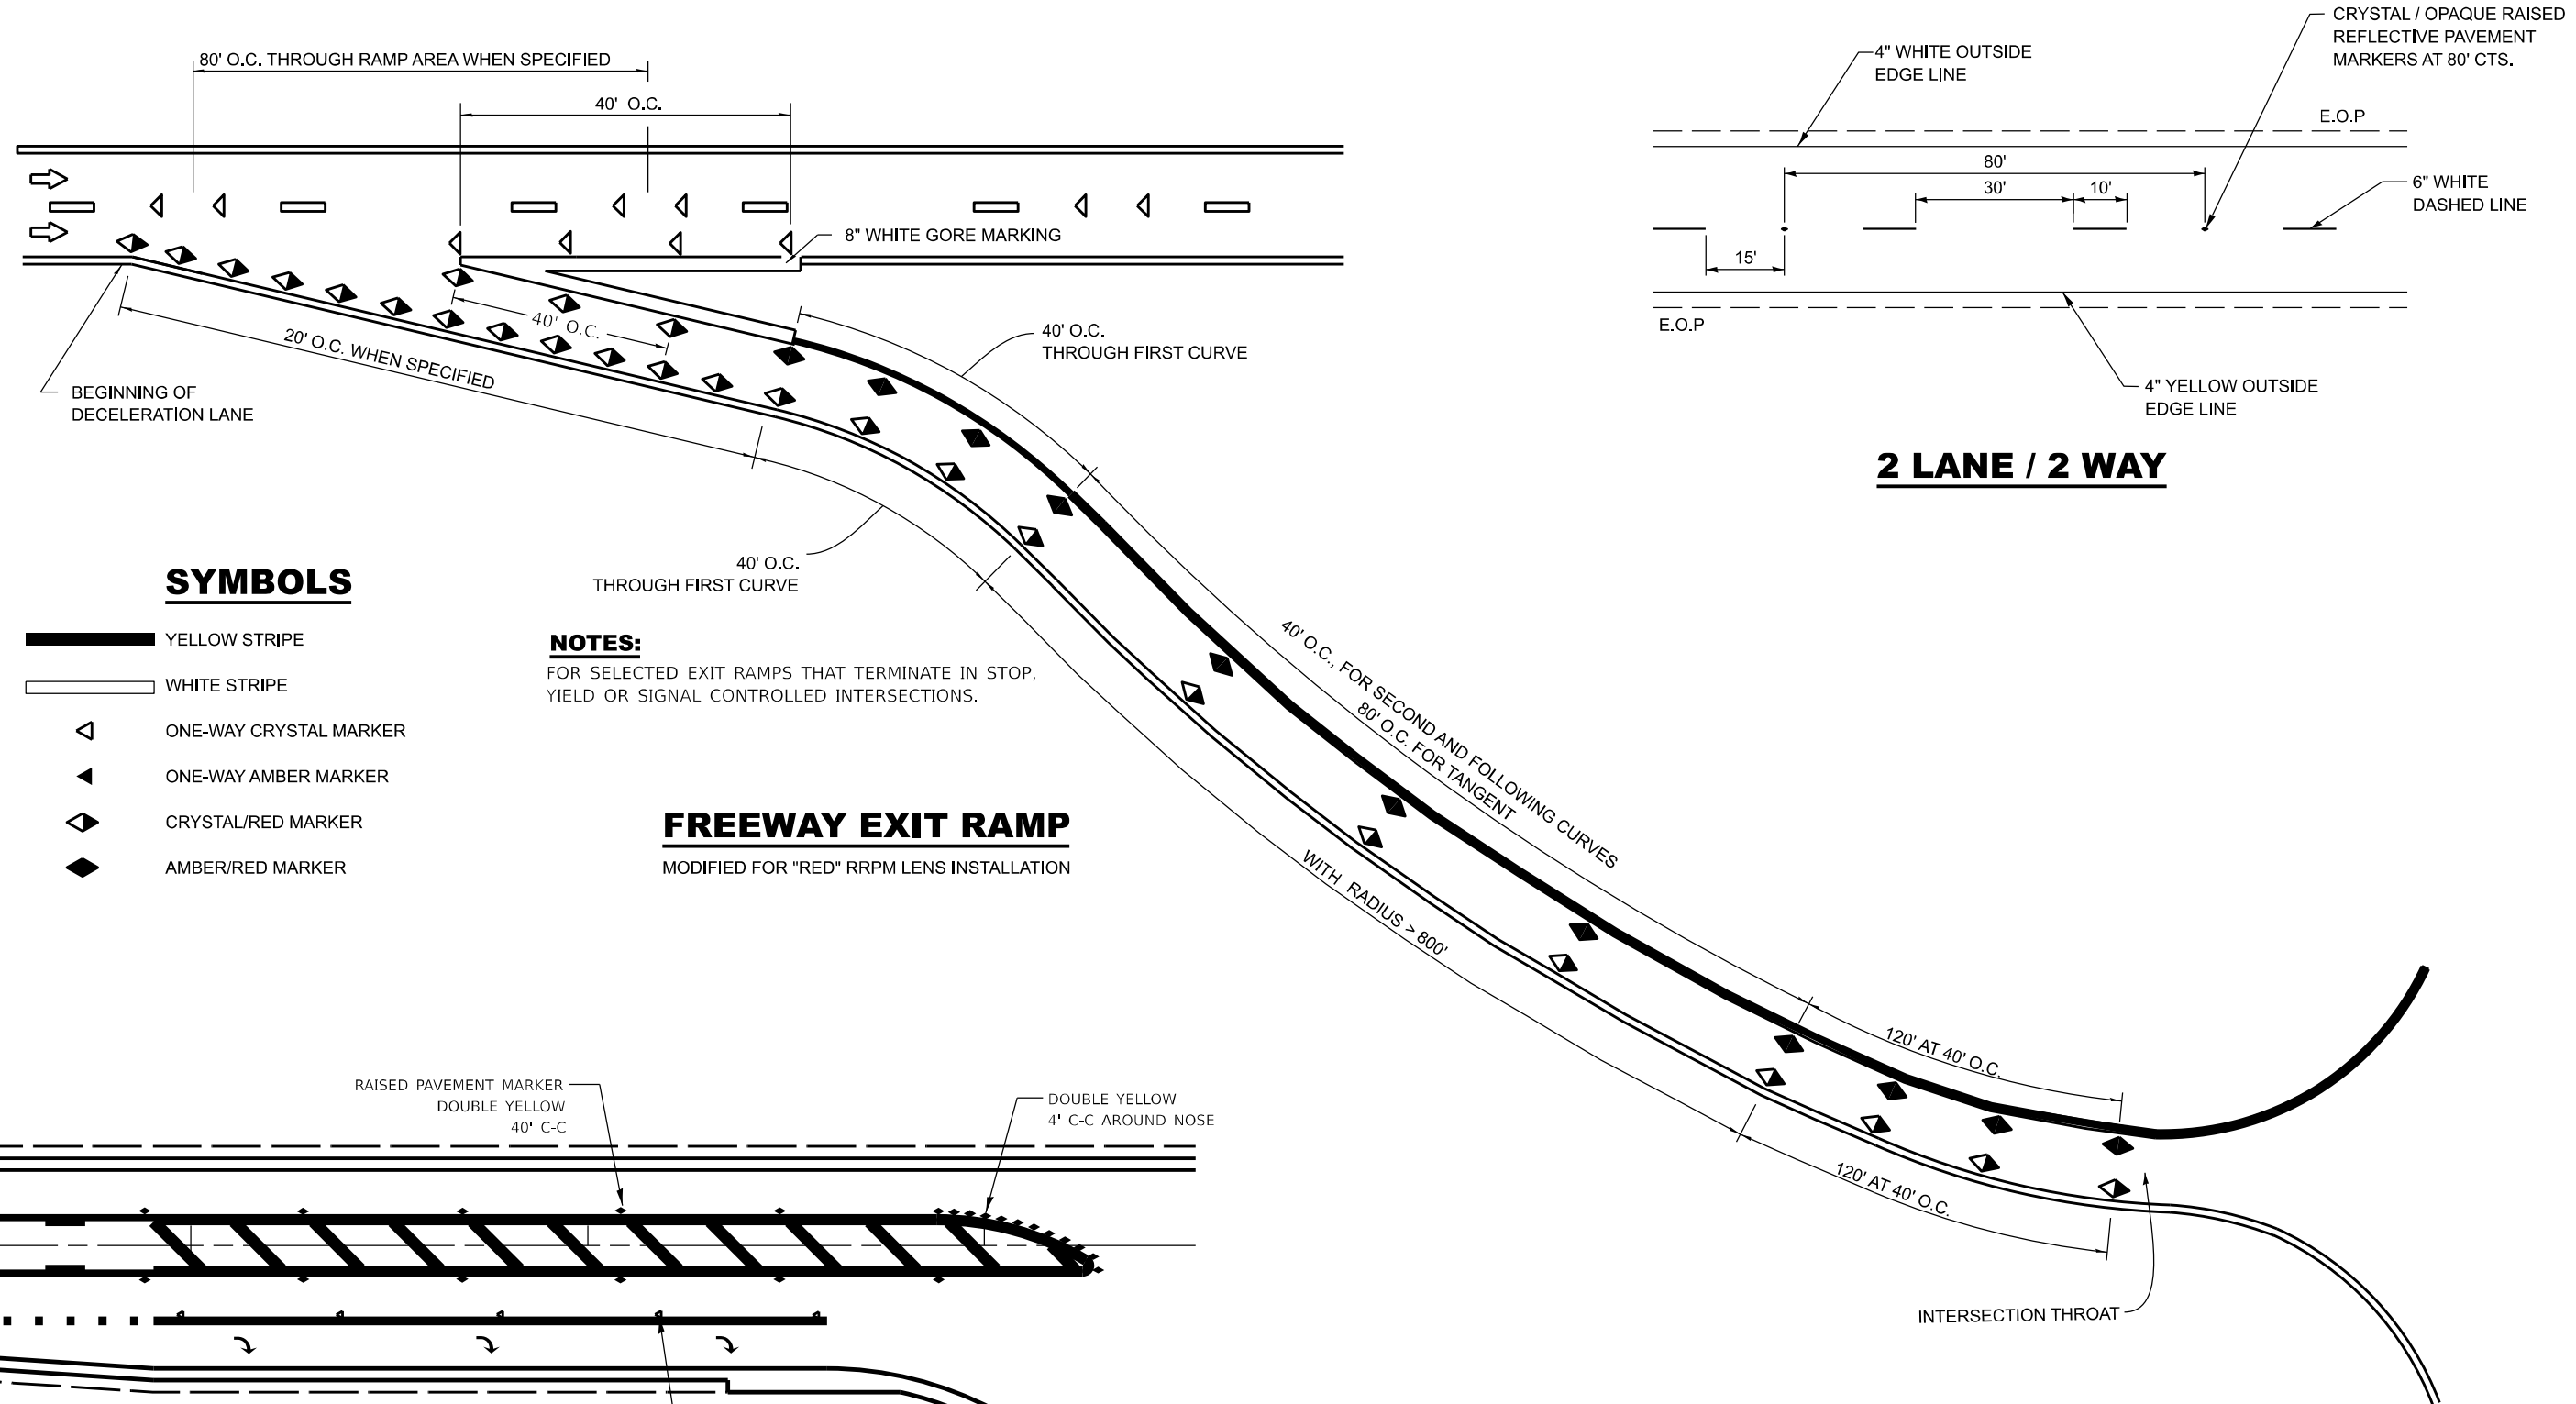 80' O.C. THROUGH RAMP AREA WHEN SPECIFIED
40' O.C.
8" WHITE GORE MARKING
40' O.C.
20' O.C. WHEN SPECIFIED
BEGINNING OF
DECELERATION LANE
40' O.C.
THROUGH FIRST CURVE
40' O.C.
THROUGH FIRST CURVE
CRYSTAL / OPAQUE RAISED
REFLECTIVE PAVEMENT
MARKERS AT 80' CTS.
4" WHITE OUTSIDE
EDGE LINE
E.O.P
80'
30'
10'
6" WHITE
DASHED LINE
15'
E.O.P
4" YELLOW OUTSIDE
EDGE LINE
2 LANE / 2 WAY
SYMBOLS
YELLOW STRIPE
WHITE STRIPE
ONE-WAY CRYSTAL MARKER
ONE-WAY AMBER MARKER
CRYSTAL/RED MARKER
AMBER/RED MARKER
NOTES:
FOR SELECTED EXIT RAMPS THAT TERMINATE IN STOP,
YIELD OR SIGNAL CONTROLLED INTERSECTIONS.
FREEWAY EXIT RAMP
MODIFIED FOR "RED" RRPM LENS INSTALLATION
40' O.C., FOR SECOND AND FOLLOWING CURVES
80' O.C. FOR TANGENT
WITH RADIUS > 800'
120' AT 40' O.C.
120' AT 40' O.C.
INTERSECTION THROAT
RAISED PAVEMENT MARKER
DOUBLE YELLOW
40' C-C
DOUBLE YELLOW
4' C-C AROUND NOSE